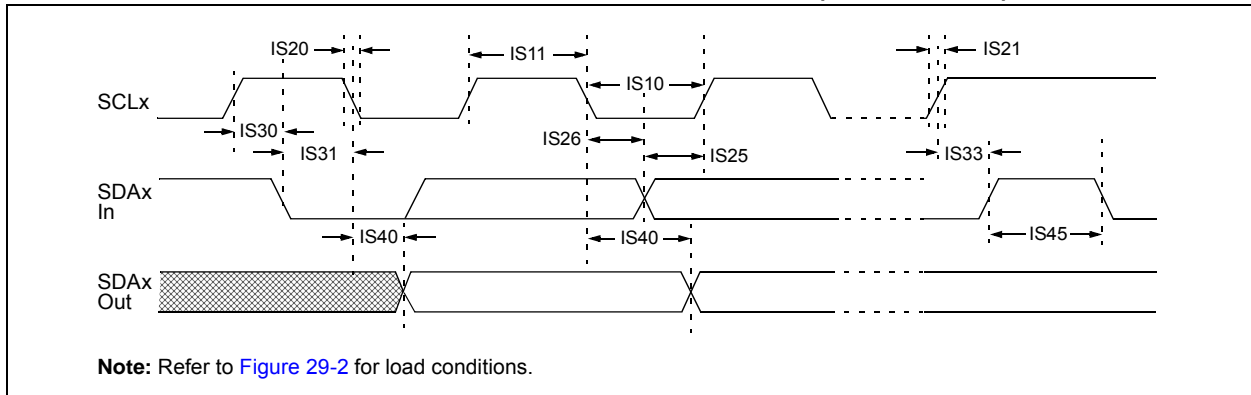 IS20
IS11
IS21
IS10
SCLx
IS30
IS26
IS31
IS25
IS33
SDAx
In
IS40
IS40
IS45
SDAx
Out
Note: Refer to Figure 29-2 for load conditions.